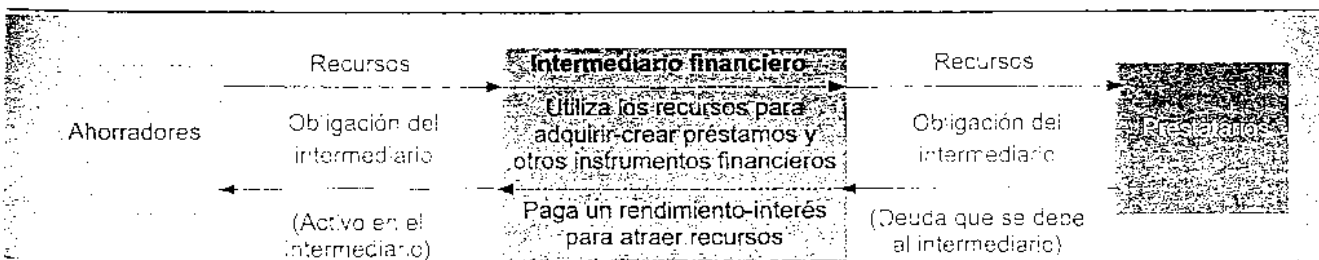 Ahorradores
Recursos
Obligación del
intermediario
(Activo en el
intermediario)
Intermediario financiero
Utiliza los recursos para
adquirir-crear préstamos y
otros instrumentos financieros
Paga un rendimiento-interés
para atraer recursos
Recursos
Obligación del
intermediario
(Deuda que se debe
al intermediario)
Prestatarios